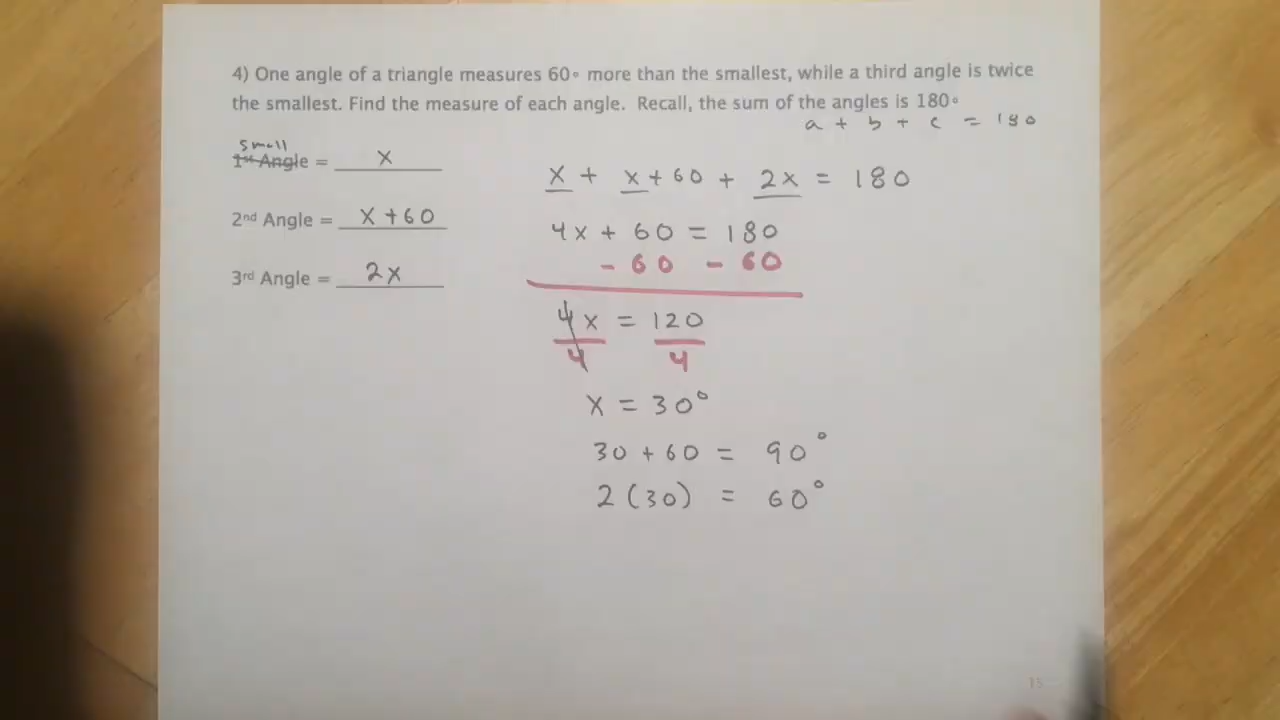 4) One angle of a triangle measures 60° more than the smallest, while a third angle is twice
the smallest. Find the measure of each angle. Recall, the sum of the angles is 180°
a + b + c = 180
small
1st Angle = x
2nd Angle = x + 60
3rd Angle = 2x
x + x + 60 + 2x = 180
4x + 60 = 180
- 60 - 60
4x = 120
4 4
x = 30°
30 + 60 = 90°
2 (30) = 60°
15